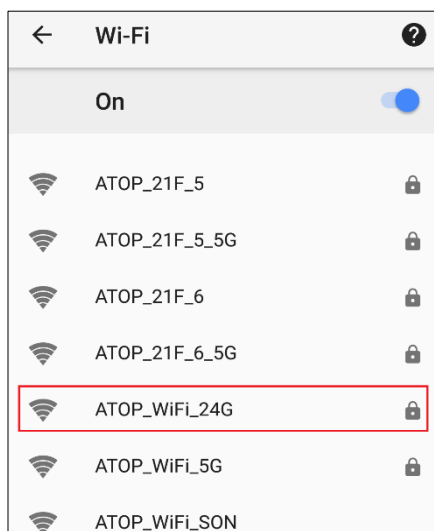 Wi-Fi
On
ATOP_21F_5
ATOP_21F_5_5G
ATOP_21F_6
ATOP_21F_6_5G
ATOP_WiFi_24G
ATOP_WiFi_5G
ATOP_WiFi_SON